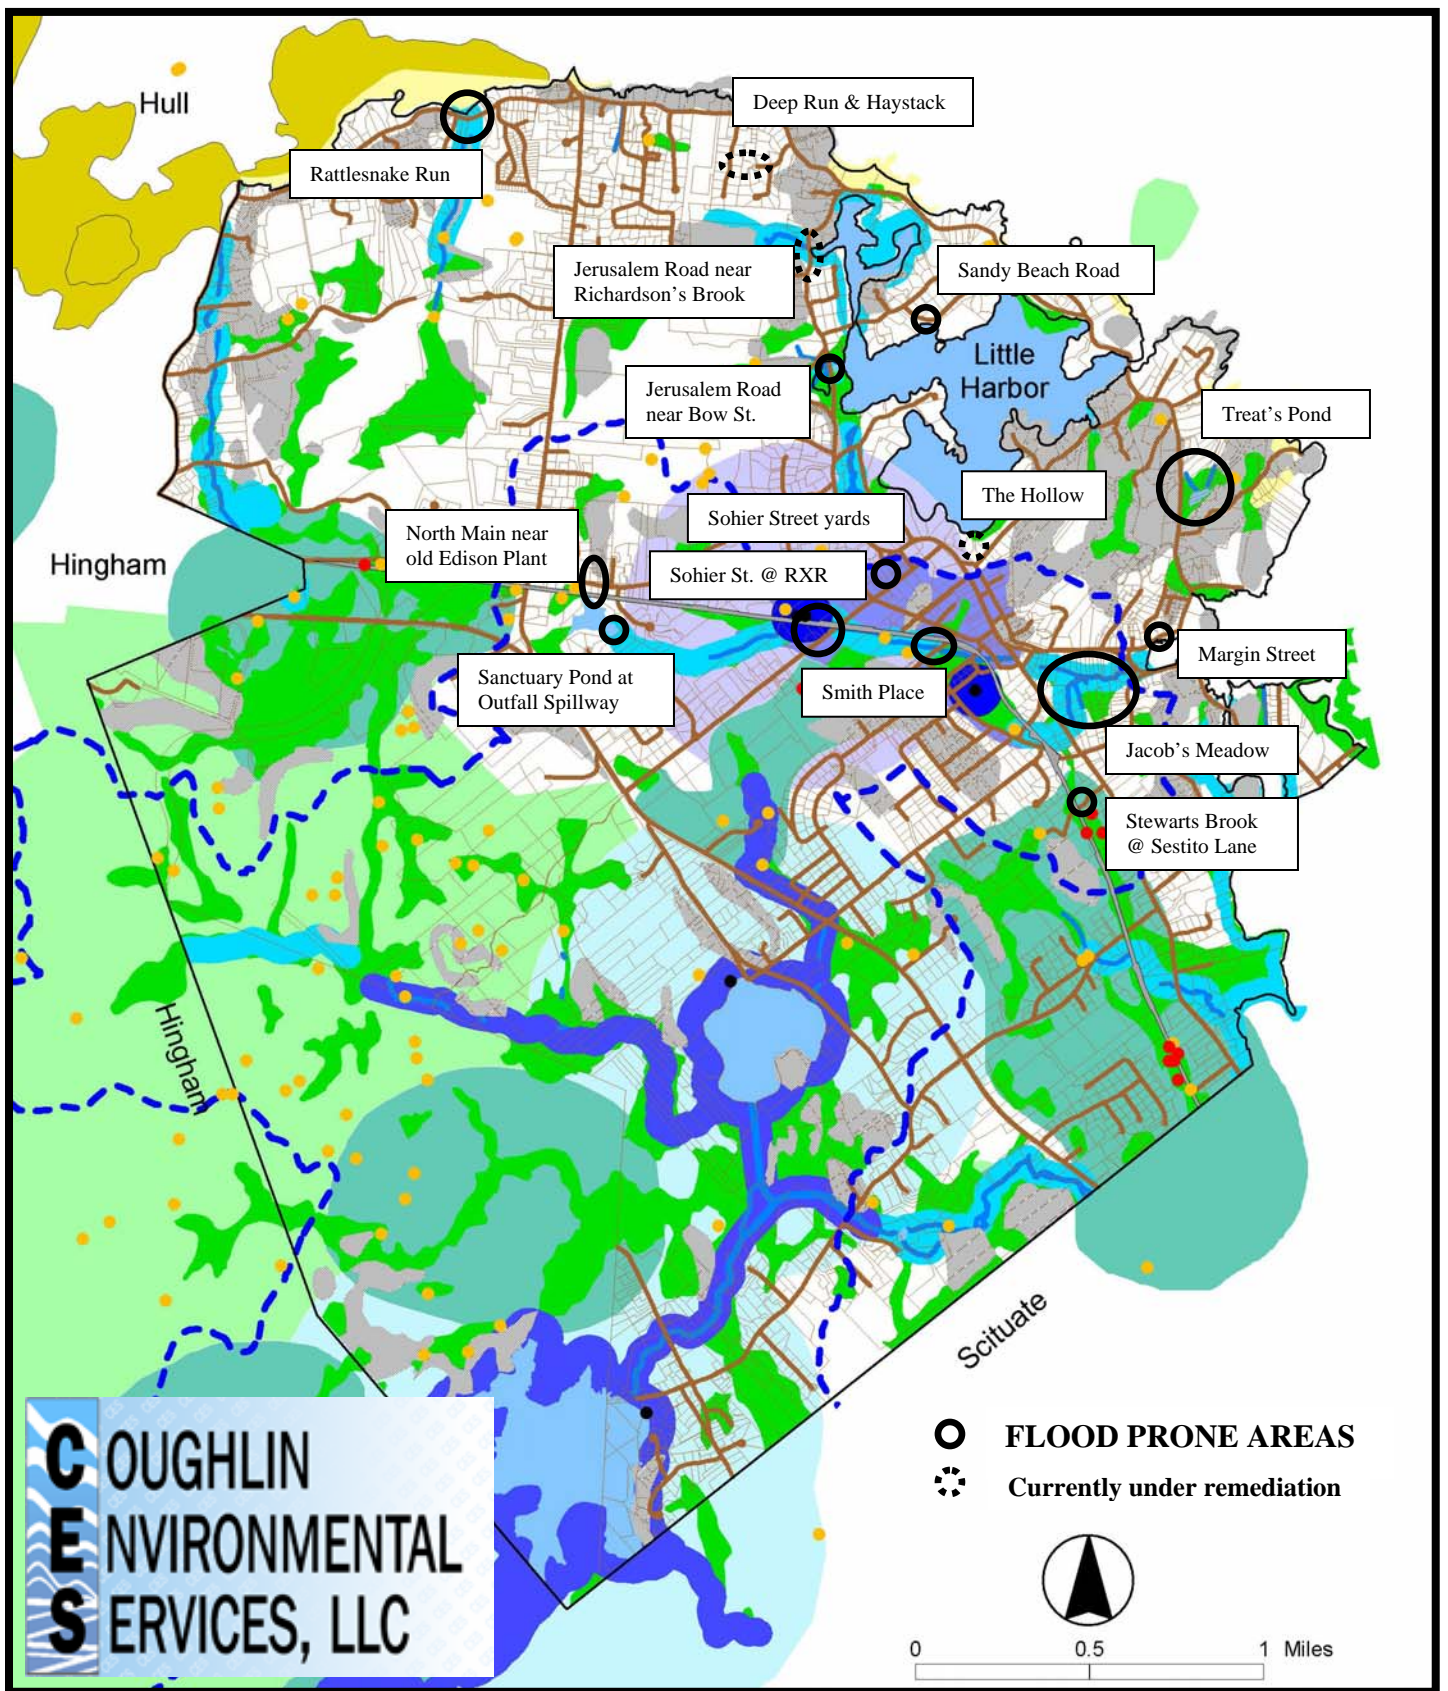 Hull
Deep Run & Haystack
Rattlesnake Run
Jerusalem Road near
Richardson's Brook
Sandy Beach Road
Little
Harbor
Jerusalem Road
near Bow St.
Treat's Pond
The Hollow
Sohier Street yards
North Main near
old Edison Plant
Hingham
Sohier St. @ RXR
Margin Street
Sanctuary Pond at
Outfall Spillway
Smith Place
Jacob's Meadow
Stewarts Brook
@ Sestito Lane
Hingham
Scituate
COUGHLIN
ENVIRONMENTAL
SERVICES, LLC
FLOOD PRONE AREAS
Currently under remediation
0 0.5 1 Miles